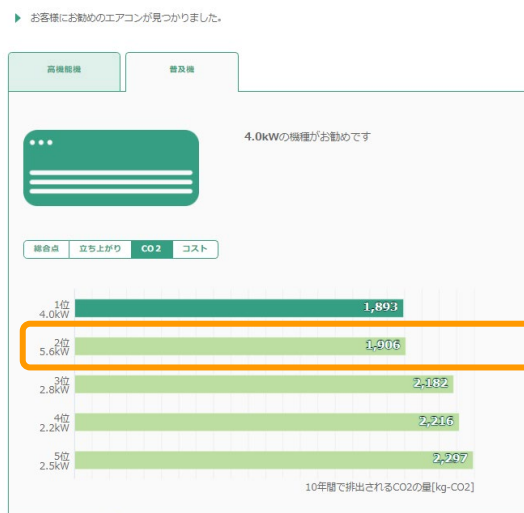 お客様にお勧めのエアコンが見つかりました。
高機能機
普及機
4.0kWの機種がお勧めです
総合点
立ち上がり
CO2
コスト
1位
4.0kW
1,893
2位
5.6kW
1,906
3位
2.8kW
2,182
4位
2.2kW
2,216
5位
2.5kW
2,297
10年間で排出されるCO2の量[kg-CO2]